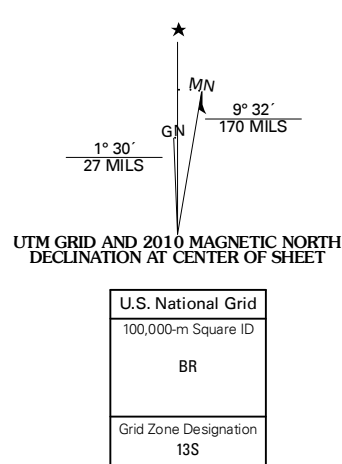 ★
MN
9° 32´
170 MILS
GN
1° 30´
27 MILS
UTM GRID AND 2010 MAGNETIC NORTH
DECLINATION AT CENTER OF SHEET
U.S. National Grid
100,000-m Square ID
BR
Grid Zone Designation
13S